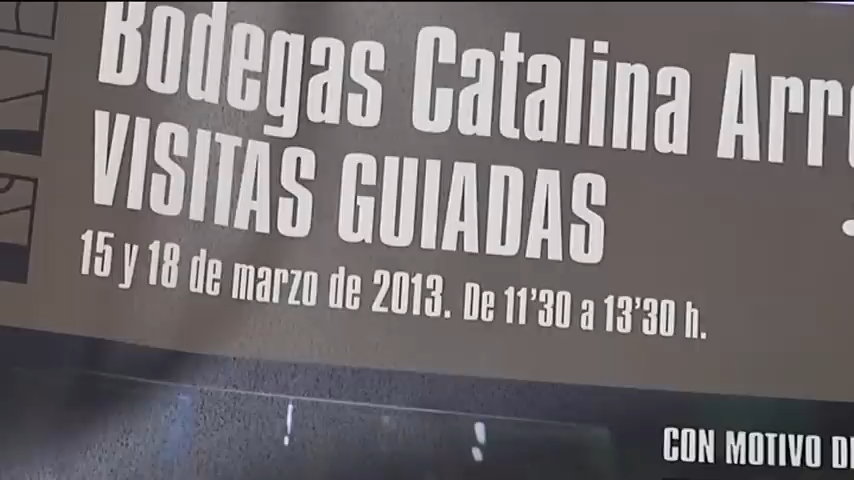 Bodegas Catalina
VISITAS GUIADAS
15 y 18 de marzo de 2013. De 11'30 a 13'30 h.
CON MOTIVO